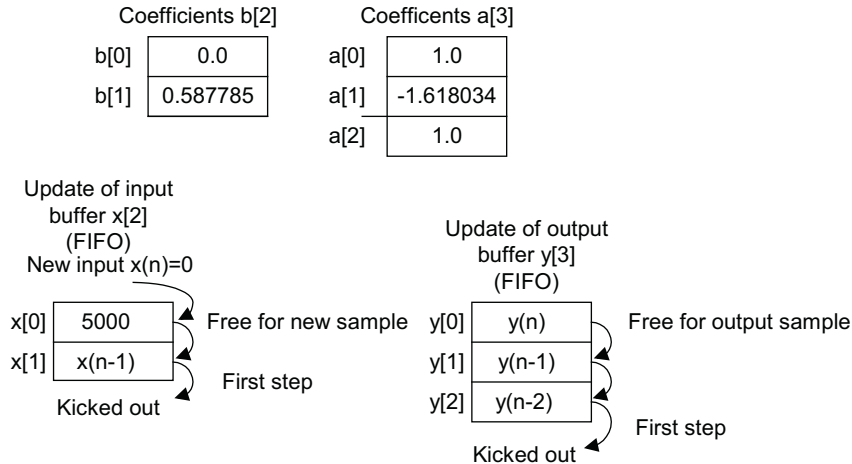 Coefficients b[2]
b[0] 0.0
b[1] 0.587785
Coefficents a[3]
a[0] 1.0
a[1] -1.618034
a[2] 1.0
Update of input
buffer x[2]
(FIFO)
New input x(n)=0
x[0] 5000 Free for new sample
x[1] x(n-1)
First step
Kicked out
Update of output
buffer y[3]
(FIFO)
y[0] y(n) Free for output sample
y[1] y(n-1)
y[2] y(n-2)
First step
Kicked out